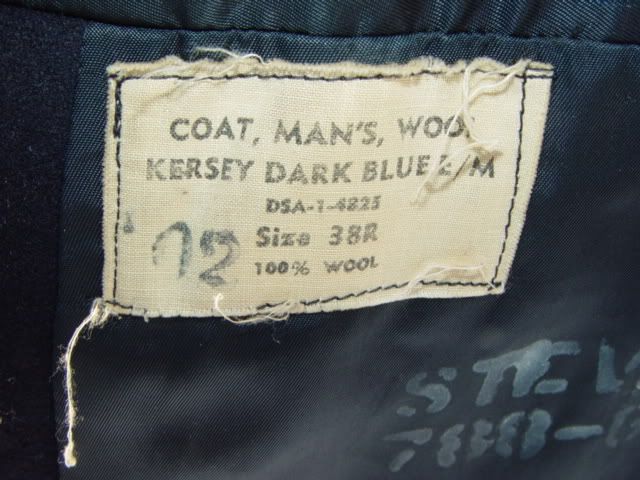 COAT, MAN'S, WOOL
KERSEY DARK BLUE E/M
DSA-1-4825
Size 38R
100% WOOL